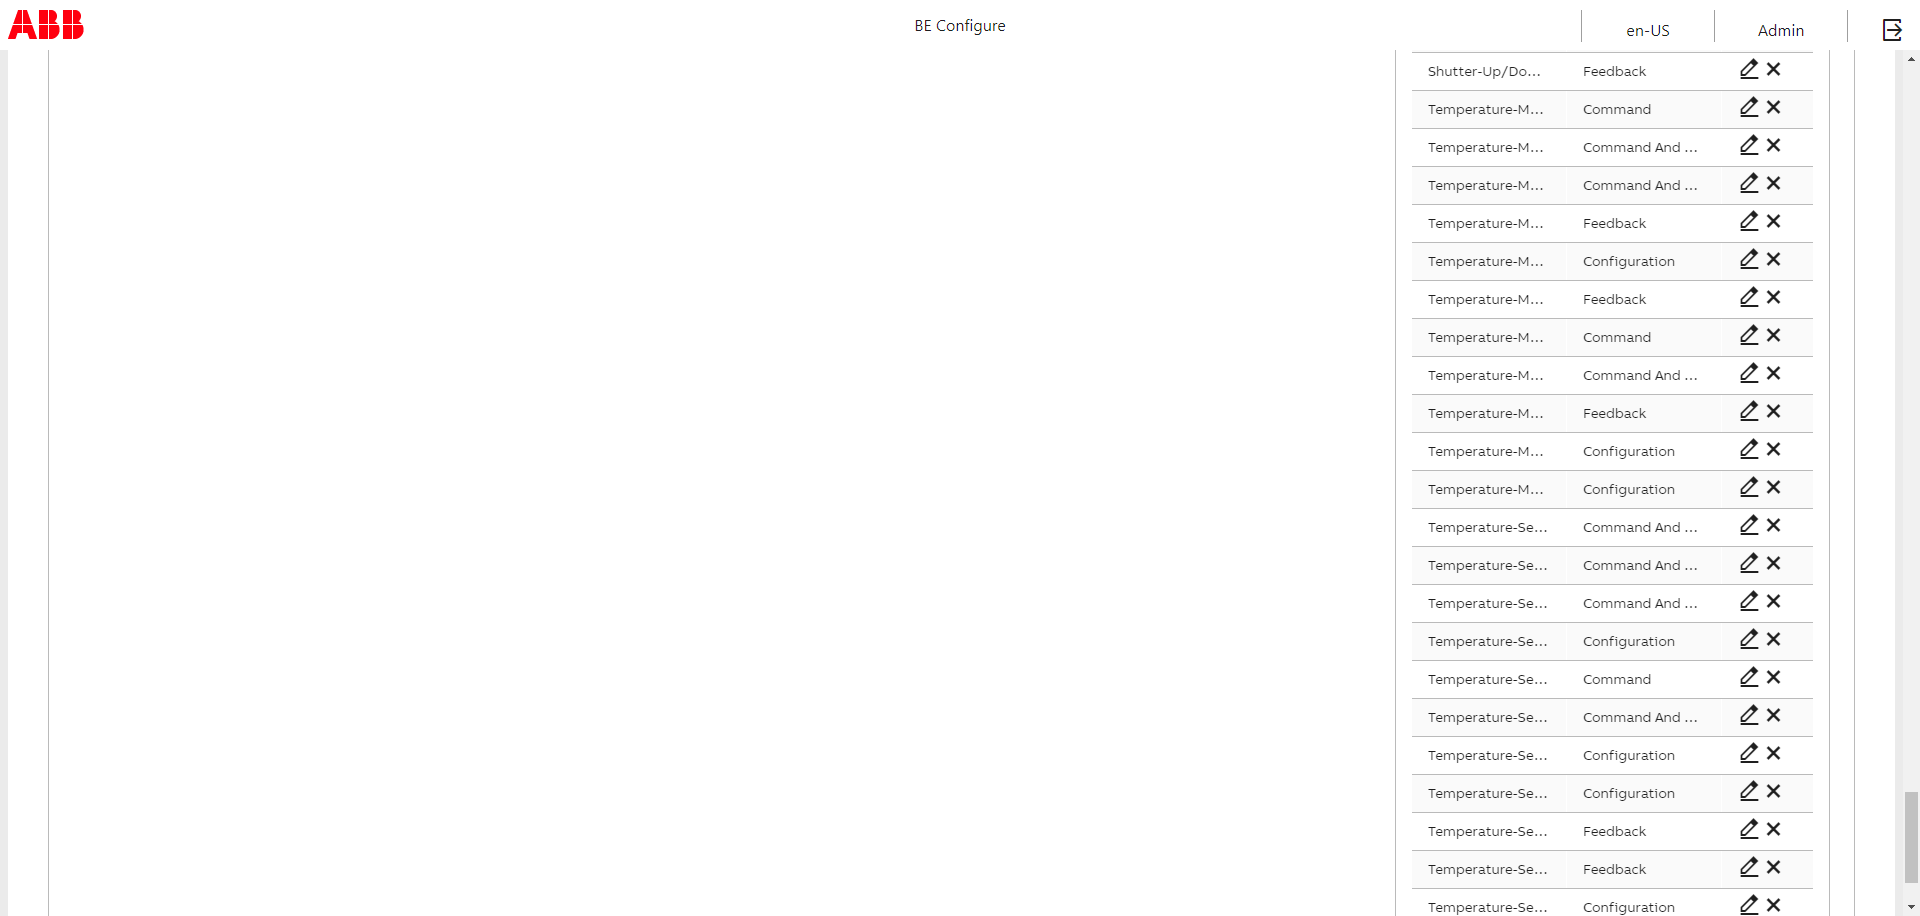 ABB
BE Configure
en-US
Admin
Shutter-Up/Do... Feedback
Temperature-M... Command
Temperature-M... Command And ...
Temperature-M... Command And ...
Temperature-M... Feedback
Temperature-M... Configuration
Temperature-M... Feedback
Temperature-M... Command
Temperature-M... Command And ...
Temperature-M... Feedback
Temperature-M... Configuration
Temperature-M... Configuration
Temperature-Se... Command And ...
Temperature-Se... Command And ...
Temperature-Se... Command And ...
Temperature-Se... Configuration
Temperature-Se... Command
Temperature-Se... Command And ...
Temperature-Se... Configuration
Temperature-Se... Configuration
Temperature-Se... Feedback
Temperature-Se... Feedback
Temperature-Se... Configuration